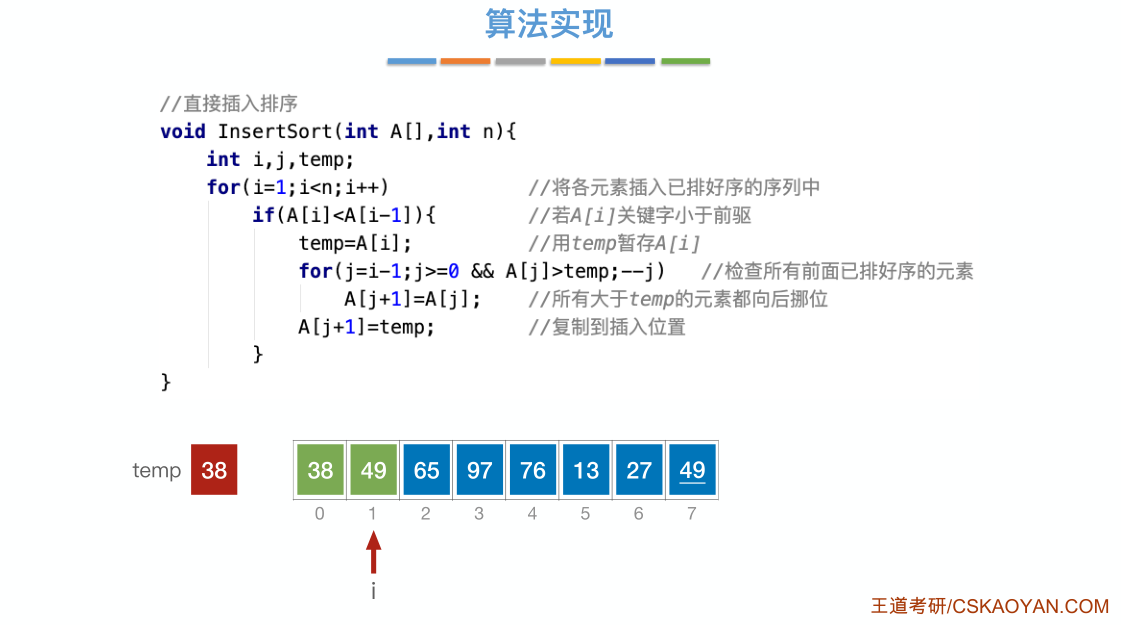 算法实现
//直接插入排序
void InsertSort(int A[],int n){
int i,j,temp;
for(i=1;i<n;i++) //将各元素插入已排好序的序列中
if(A[i]<A[i-1]){ //若A[i]关键字小于前驱
temp=A[i]; //用temp暂存A[i]
for(j=i-1;j>=0 && A[j]>temp;--j) //检查所有前面已排好序的元素
A[j+1]=A[j]; //所有大于temp的元素都向后挪位
A[j+1]=temp; //复制到插入位置
}
}
temp 38 38 49 65 97 76 13 27 49
0 1 2 3 4 5 6 7
i
王道考研/CSKAOYAN.COM